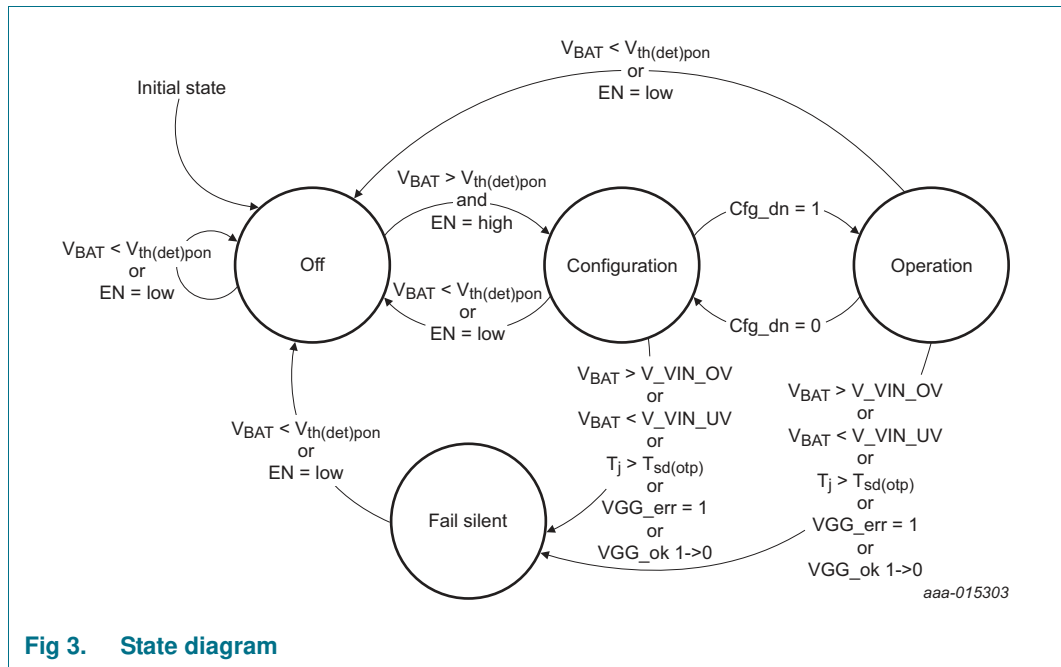 V_BAT < V_th(det)pon
or
EN = low
Initial state
V_BAT > V_th(det)pon
and
EN = high
Cfg_dn = 1
V_BAT < V_th(det)pon
or
EN = low
Off
Configuration
Operation
V_BAT < V_th(det)pon
or
EN = low
Cfg_dn = 0
V_BAT > V_VIN_OV
or
V_BAT < V_VIN_UV
or
T_j > T_sd(otp)
or
VGG_err = 1
or
VGG_ok 1->0
V_BAT > V_VIN_OV
or
V_BAT < V_VIN_UV
or
T_j > T_sd(otp)
or
VGG_err = 1
or
VGG_ok 1->0
V_BAT < V_th(det)pon
or
EN = low
Fail silent
aaa-015303
Fig 3. State diagram